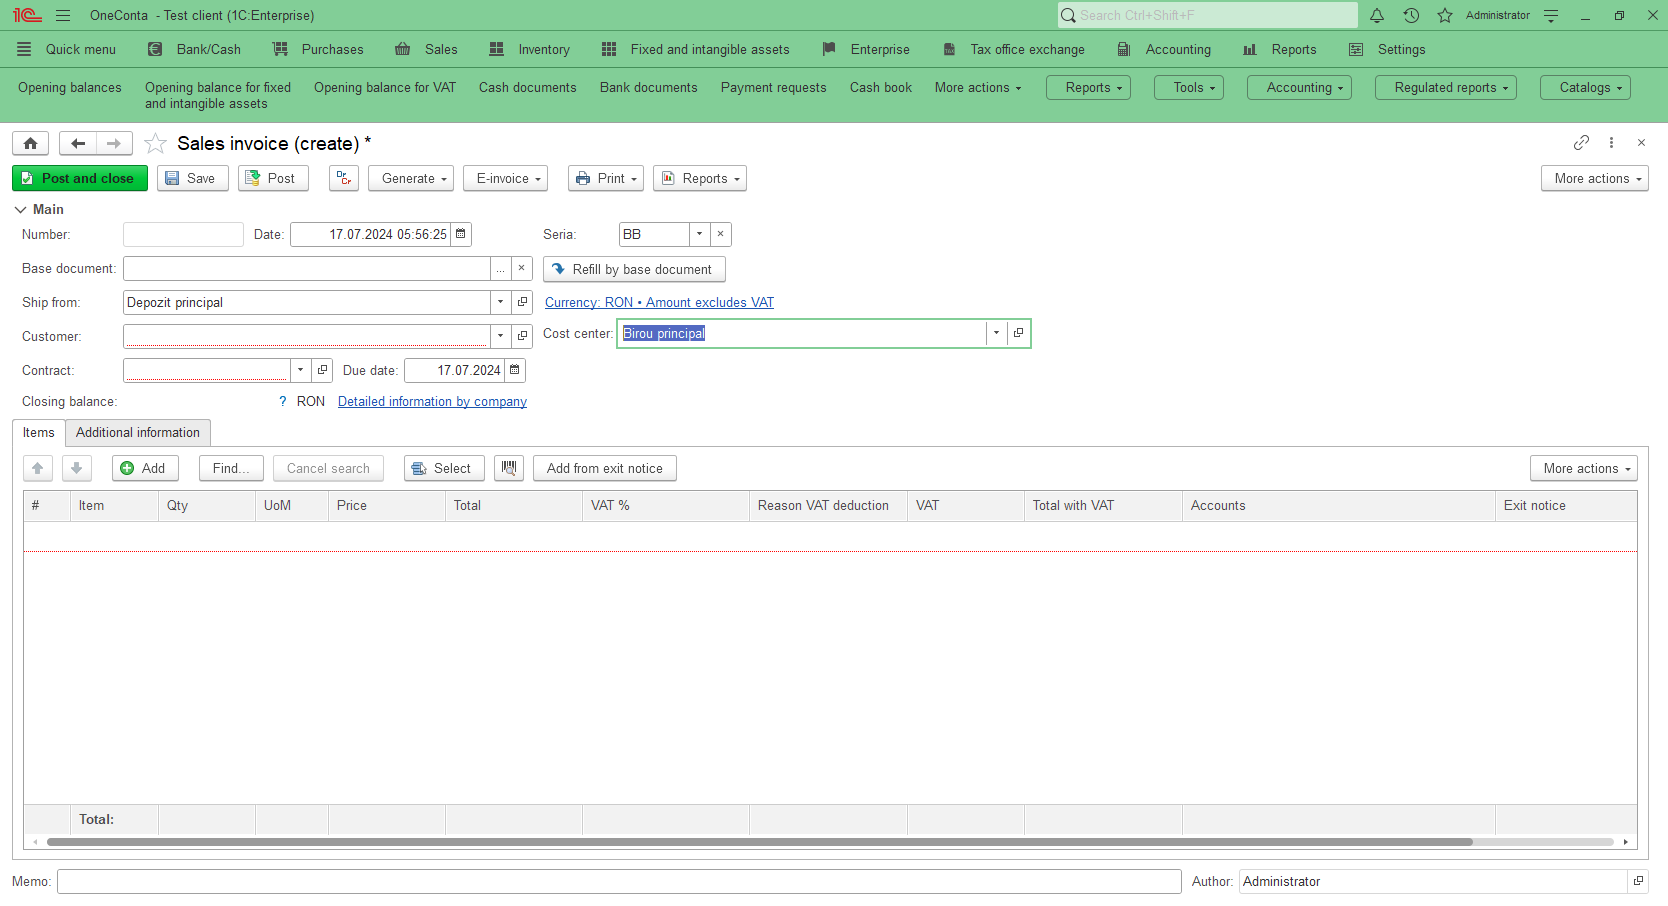 OneConta - Test client (1C:Enterprise)
Search Ctrl+Shift+F
Administrator
Quick menu
Bank/Cash
Purchases
Sales
Inventory
Fixed and intangible assets
Enterprise
Tax office exchange
Accounting
Reports
Settings
Opening balances
Opening balance for fixed
and intangible assets
Opening balance for VAT
Cash documents
Bank documents
Payment requests
Cash book
More actions
Reports
Tools
Accounting
Regulated reports
Catalogs
Sales invoice (create) *
Post and close
Save
Post
Dr
Cr
Generate
E-invoice
Print
Reports
More actions
Main
Number:
Date: 17.07.2024 05:56:25
Seria: BB
Base document:
...
Refill by base document
Ship from: Depozit principal
Currency: RON • Amount excludes VAT
Customer:
Cost center: Birou principal
Contract:
Due date: 17.07.2024
Closing balance: ? RON Detailed information by company
Items
Additional information
Add
Find...
Cancel search
Select
Add from exit notice
More actions
# Item Qty UoM Price Total VAT % Reason VAT deduction VAT Total with VAT Accounts Exit notice
Total:
Memo:
Author: Administrator